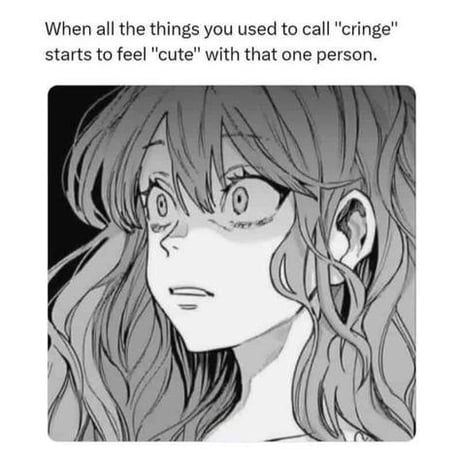 When all the things you used to call "cringe"
starts to feel "cute" with that one person.